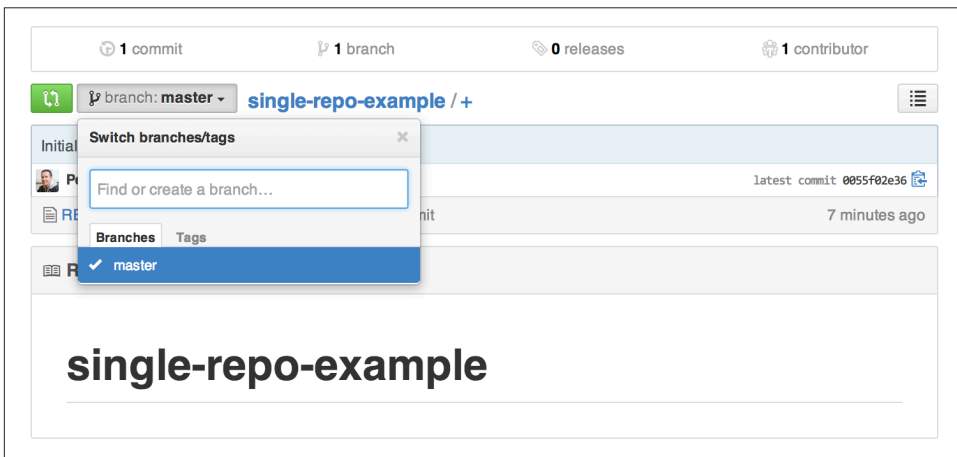 1 commit 1 branch 0 releases 1 contributor
branch: master single-repo-example / +
Switch branches/tags ×
Initial
Find or create a branch…
latest commit 0055f02e36
7 minutes ago
Branches Tags
master
single-repo-example